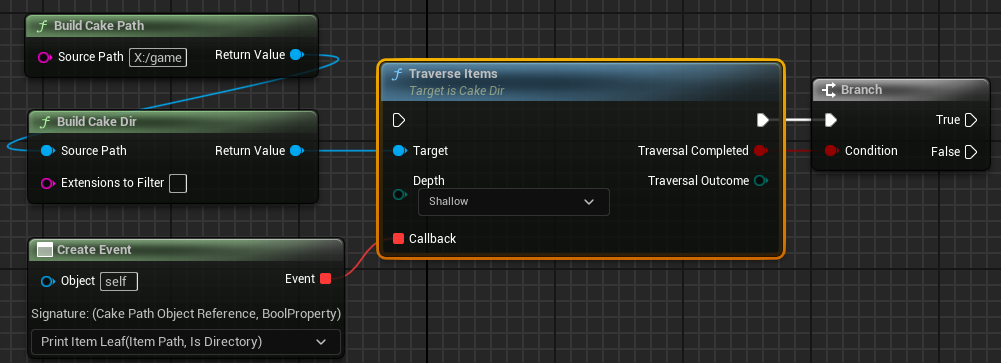 f Build Cake Path
Source Path X:/game Return Value
f Build Cake Dir
Source Path Return Value
Extensions to Filter
Create Event
Object self Event
Signature: (Cake Path Object Reference, BoolProperty)
Print Item Leaf(Item Path, Is Directory)
f Traverse Items
Target is Cake Dir
Target Traversal Completed
Depth Traversal Outcome
Shallow
Callback
Branch
True
Condition False